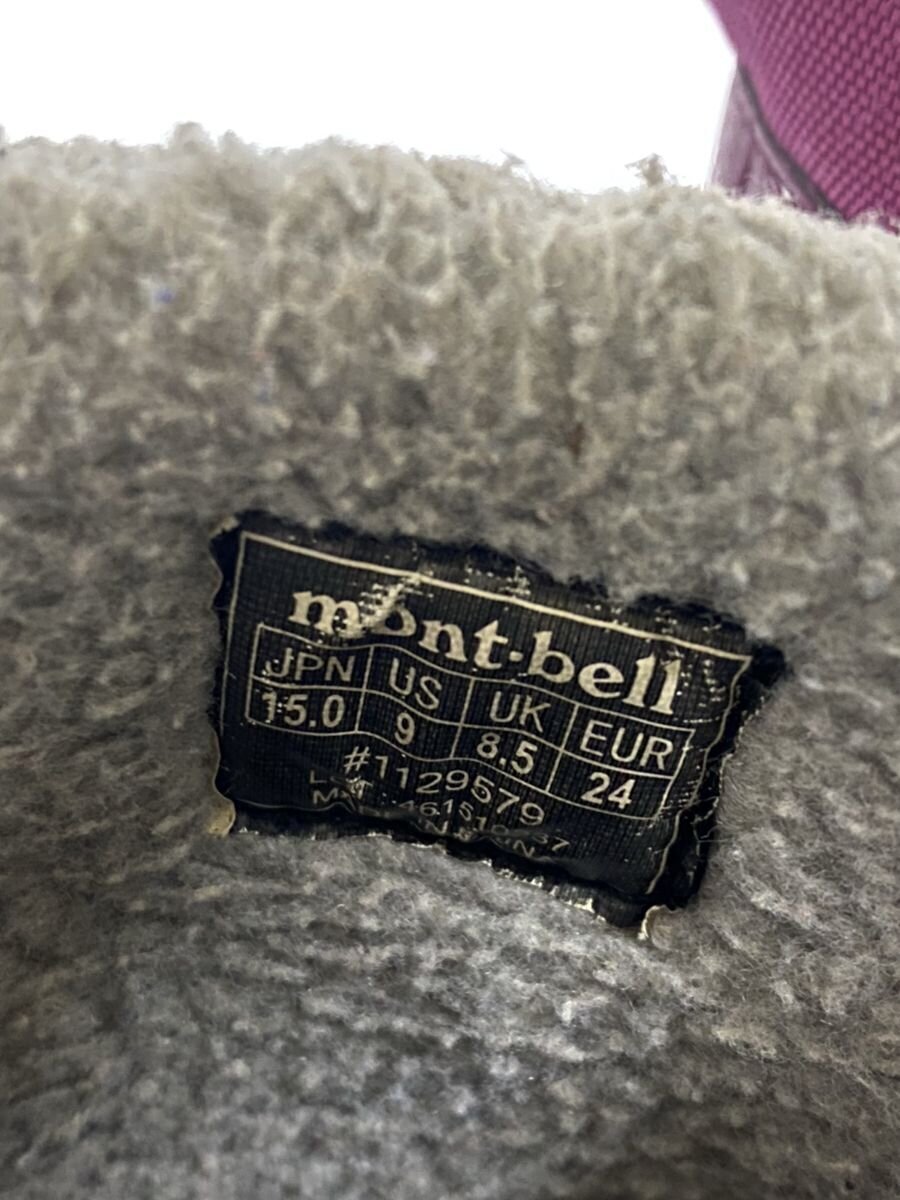 mont-bell
JPN US UK EUR
15.0 9 8.5 24
#1129579